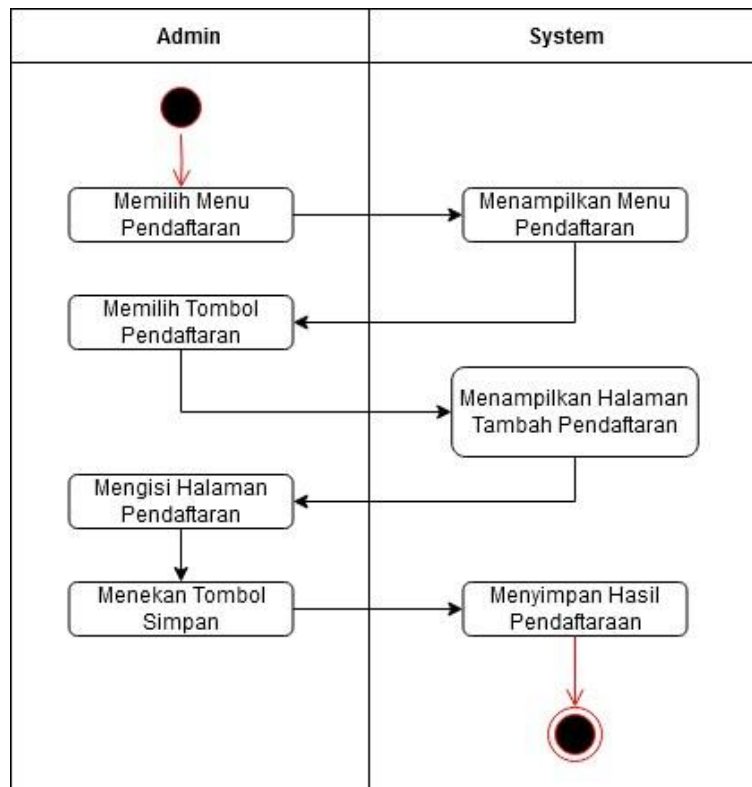 Admin
System
Memilih Menu
Pendaftaran
Menampilkan Menu
Pendaftaran
Memilih Tombol
Pendaftaran
Menampilkan Halaman
Tambah Pendaftaran
Mengisi Halaman
Pendaftaran
Menekan Tombol
Simpan
Menyimpan Hasil
Pendaftaraan